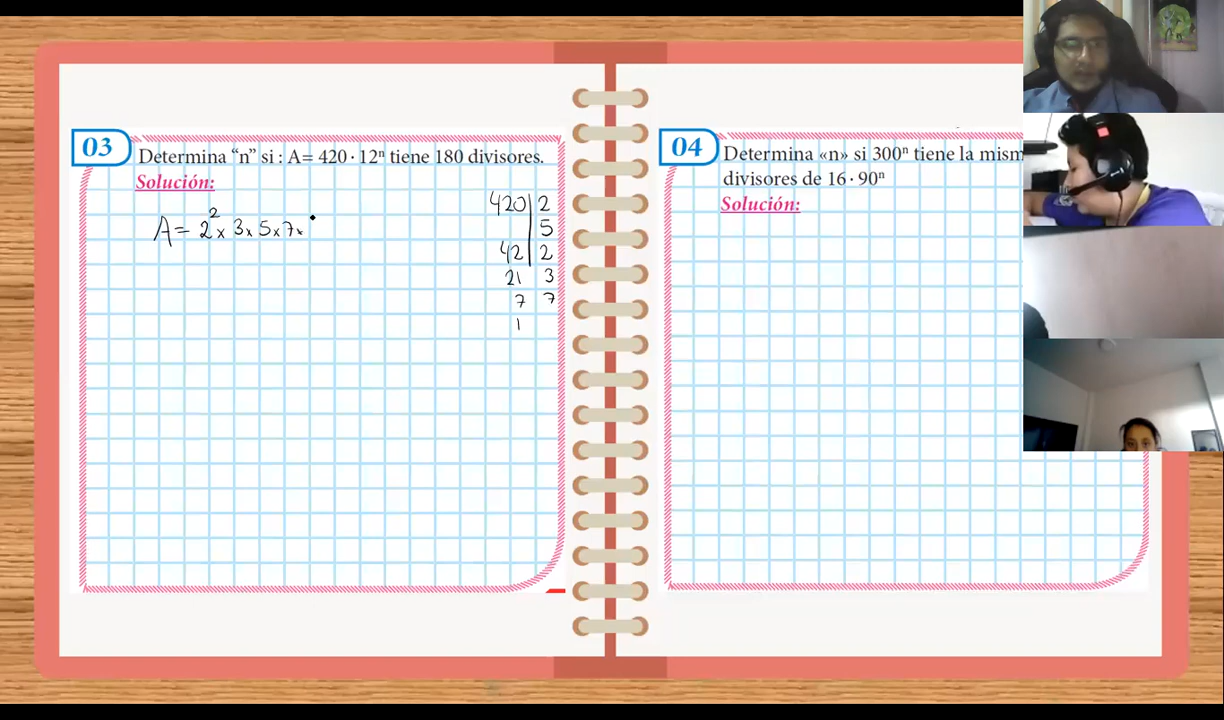 03
Determina “n” si : A= 420 · 12ⁿ tiene 180 divisores.
Solución:
A= 2² x 3 x 5 x 7 x
420 | 2
| 5
42 | 2
21 3
7 7
1
04
Determina «n» si 300ⁿ tiene la
divisores de 16 · 90ⁿ
Solución: